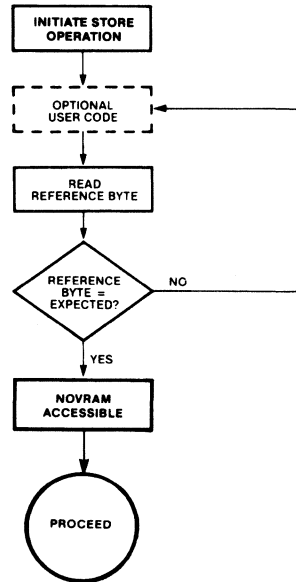 INITIATE STORE
OPERATION
OPTIONAL
USER CODE
READ
REFERENCE BYTE
REFERENCE
BYTE =
EXPECTED?
NO
YES
NOVRAM
ACCESSIBLE
PROCEED